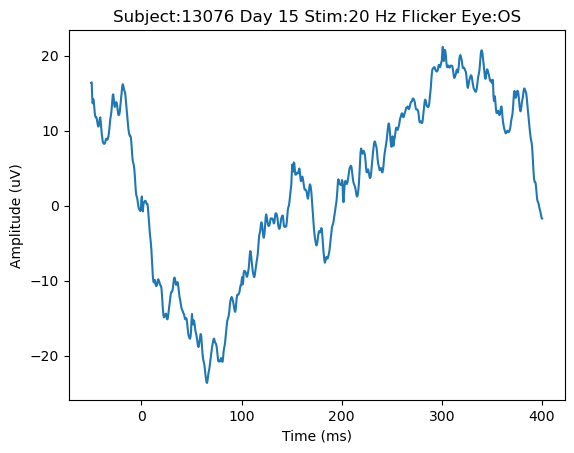 Subject:13076 Day 15 Stim:20 Hz Flicker Eye:OS
20
10
0
−10
−20
Amplitude (uV)
0 100 200 300 400
Time (ms)